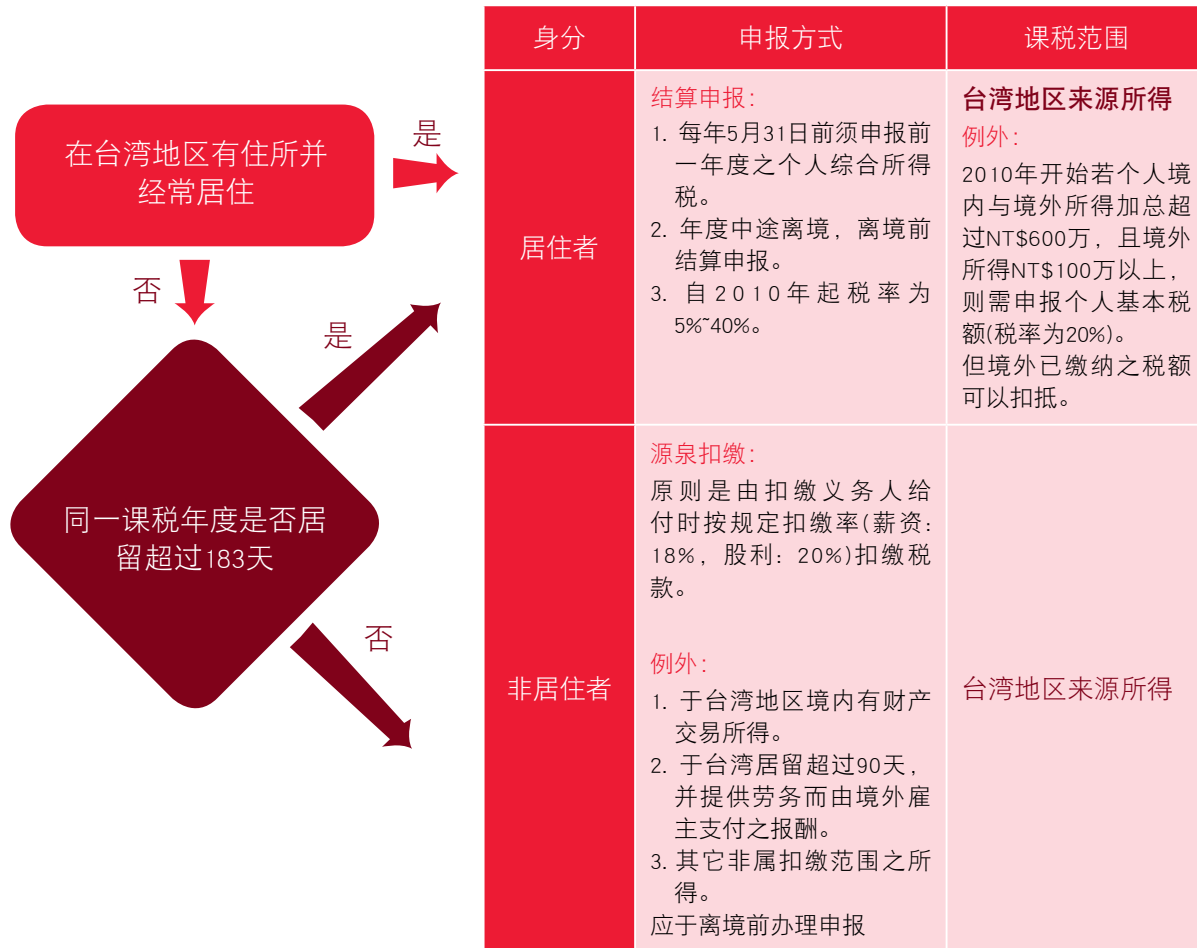 在台湾地区有住所并
经常居住
是
否
是
同一课税年度是否居
留超过183天
否
身分
申报方式
课税范围
居住者
结算申报：
1. 每年5月31日前须申报前
一年度之个人综合所得
税。
2. 年度中途离境，离境前
结算申报。
3. 自2010年起税率为
5%~40%。
台湾地区来源所得
例外：
2010年开始若个人境
内与境外所得加总超
过NT$600万，且境外
所得NT$100万以上，
则需申报个人基本税
额(税率为20%)。
但境外已缴纳之税额
可以扣抵。
非居住者
源泉扣缴：
原则是由扣缴义务人给
付时按规定扣缴率(薪资：
18%，股利：20%)扣缴税
款。
例外：
1. 于台湾地区境内有财产
交易所得。
2. 于台湾居留超过90天，
并提供劳务而由境外雇
主支付之报酬。
3. 其它非属扣缴范围之所
得。
应于离境前办理申报
台湾地区来源所得